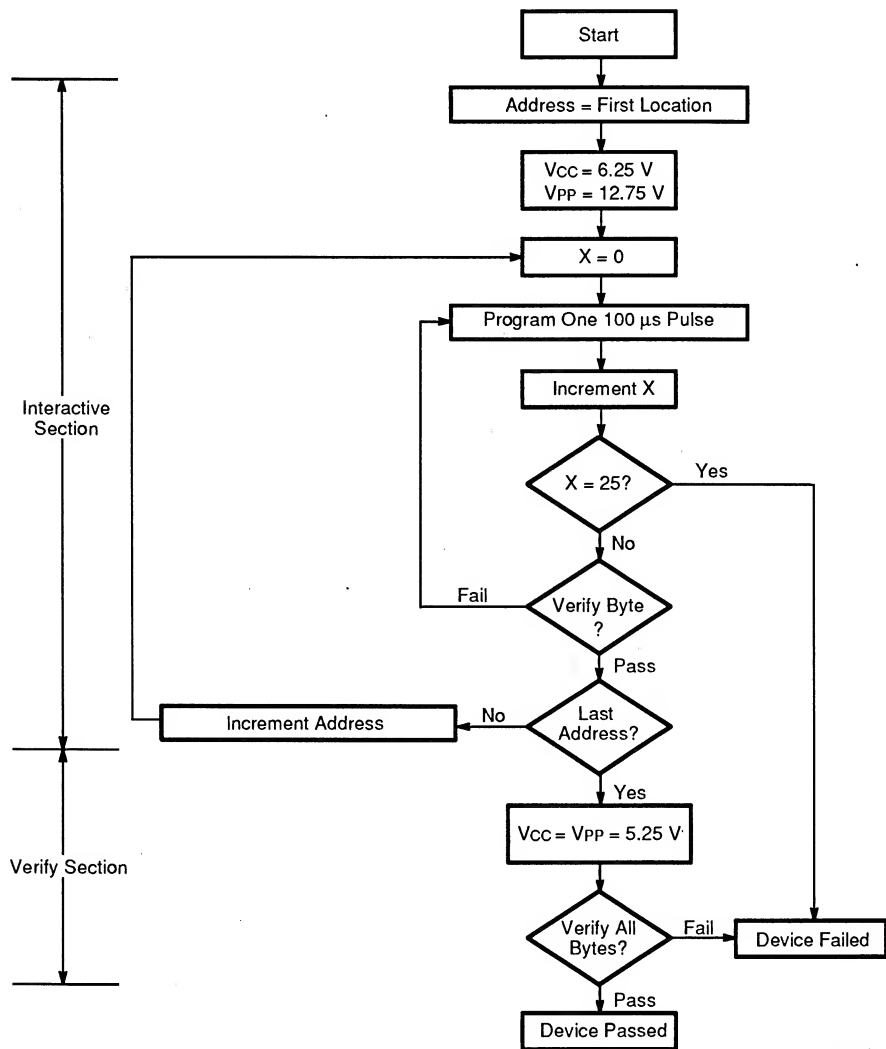 Start
Address = First Location
VCC = 6.25 V
VPP = 12.75 V
X = 0
Program One 100 μs Pulse
Increment X
Interactive
Section
X = 25?
Yes
No
Fail
Verify Byte
?
Pass
Increment Address
No
Last
Address?
Yes
VCC = VPP = 5.25 V
Verify Section
Verify All
Bytes?
Fail
Device Failed
Pass
Device Passed